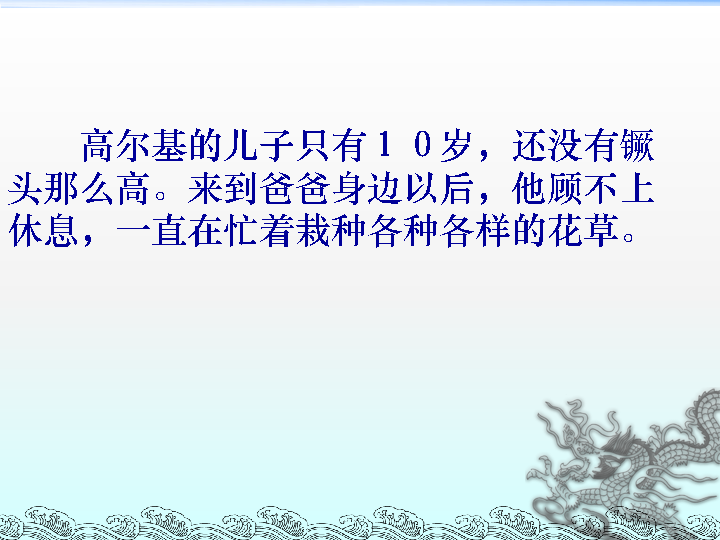 高尔基的儿子只有１０岁，还没有镢
头那么高。来到爸爸身边以后，他顾不上
休息，一直在忙着栽种各种各样的花草。